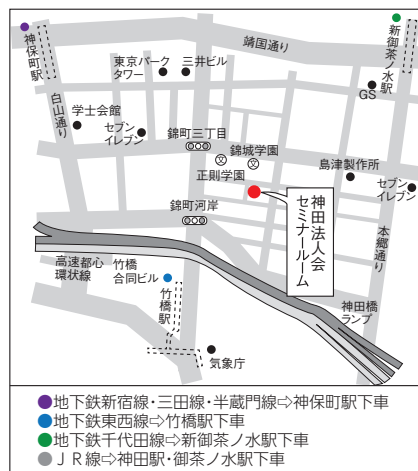 神保町駅
靖国通り
新御茶ノ水駅
東京パーク
タワー
三井ビル
白山通り
学士会館
セブン
イレブン
GS
錦町三丁目
錦城学園
文
文
正則学園
島津製作所
セブン
イレブン
錦町河岸
神田法人会
セミナールーム
本郷通り
高速都心
環状線
竹橋
合同ビル
竹橋駅
神田橋
ランプ
気象庁
●地下鉄新宿線・三田線・半蔵門線⇨神保町駅下車
●地下鉄東西線⇨竹橋駅下車
●地下鉄千代田線⇨新御茶ノ水駅下車
●ＪＲ線⇨神田駅・御茶ノ水駅下車